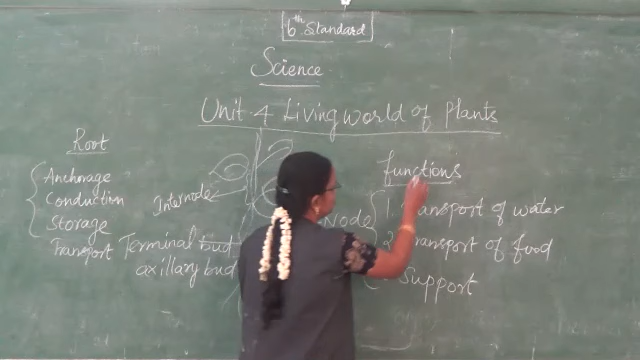 6th Standard
Science
Unit-4 Living world of Plants
Root
Anchorage
Conduction
Storage
Transport
Internode
Terminal bud
axillary bud
Node
functions
1. Transport of water
2. Transport of food
Support